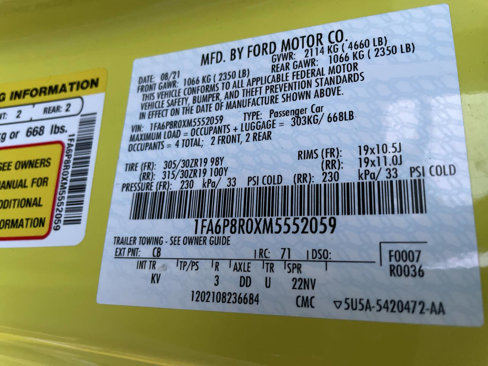 G INFORMATION
NT: 2 REAR: 2
rg or 668 lbs.
SEE OWNERS
MANUAL FOR
ADDITIONAL
INFORMATION
1FA6P8R0XM5552059
MFD. BY FORD MOTOR CO.
DATE: 08/21 GVWR: 2114 KG ( 4660 LB)
FRONT GAWR: 1066 KG ( 2350 LB) REAR GAWR: 1066 KG ( 2350 LB)
THIS VEHICLE CONFORMS TO ALL APPLICABLE FEDERAL MOTOR
VEHICLE SAFETY, BUMPER, AND THEFT PREVENTION STANDARDS
IN EFFECT ON THE DATE OF MANUFACTURE SHOWN ABOVE.
VIN: 1FA6P8R0XM5552059 TYPE: Passenger Car
MAXIMUM LOAD = OCCUPANTS + LUGGAGE = 303KG/ 668LB
OCCUPANTS = 4 TOTAL; 2 FRONT, 2 REAR
TIRE (FR): 305/30ZR19 98Y RIMS (FR): 19x10.5J
(RR): 315/30ZR19 100Y (RR): 19x11.0J
PRESSURE (FR): 230 kPa/ 33 PSI COLD (RR): 230 kPa/ 33 PSI COLD
1FA6P8R0XM5552059
TRAILER TOWING - SEE OWNER GUIDE
EXT PNT: CB RC: 71 DSO: F0007
R0036
INT TR TP/PS R AXLE TR SPR
KV 3 DD U 22NV
1202108236684 CMC ▽5U5A-5420472-AA